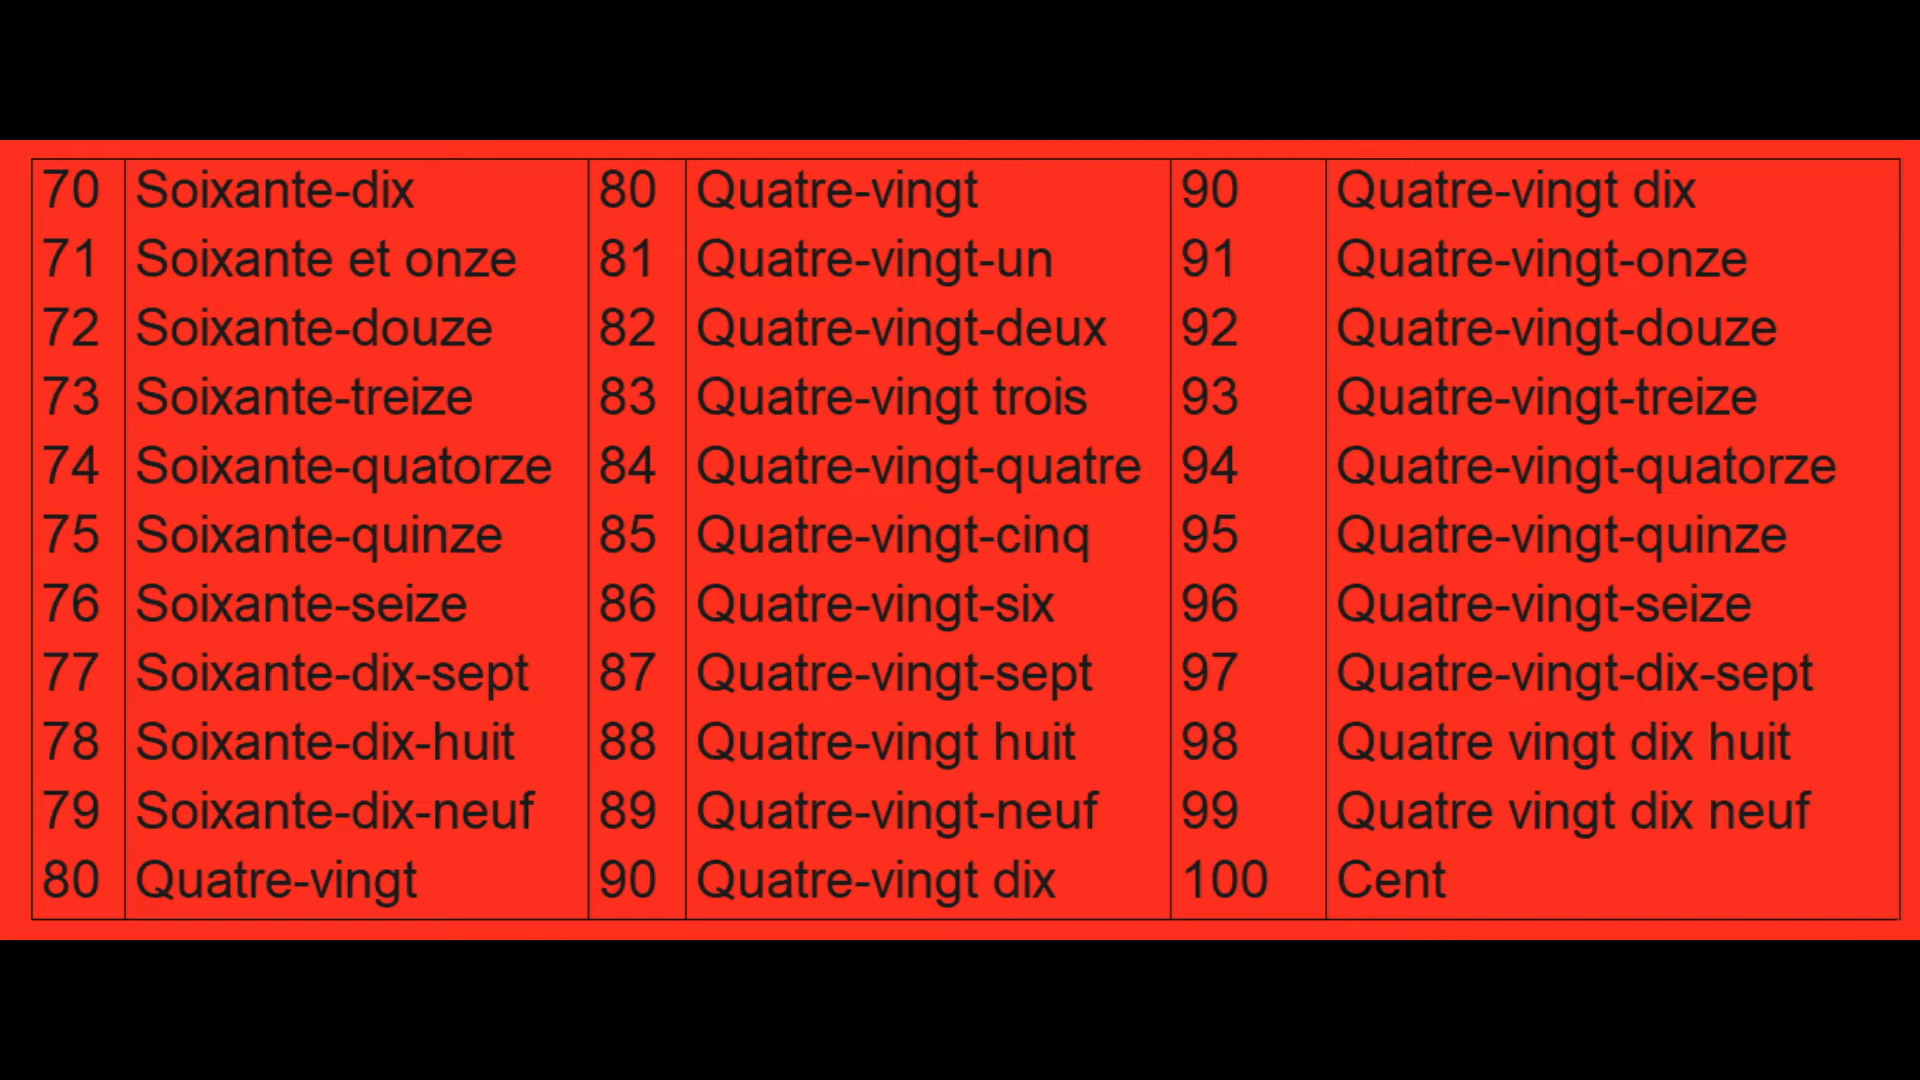 70 Soixante-dix 80 Quatre-vingt 90 Quatre-vingt dix
71 Soixante et onze 81 Quatre-vingt-un 91 Quatre-vingt-onze
72 Soixante-douze 82 Quatre-vingt-deux 92 Quatre-vingt-douze
73 Soixante-treize 83 Quatre-vingt trois 93 Quatre-vingt-treize
74 Soixante-quatorze 84 Quatre-vingt-quatre 94 Quatre-vingt-quatorze
75 Soixante-quinze 85 Quatre-vingt-cinq 95 Quatre-vingt-quinze
76 Soixante-seize 86 Quatre-vingt-six 96 Quatre-vingt-seize
77 Soixante-dix-sept 87 Quatre-vingt-sept 97 Quatre-vingt-dix-sept
78 Soixante-dix-huit 88 Quatre-vingt huit 98 Quatre vingt dix huit
79 Soixante-dix-neuf 89 Quatre-vingt-neuf 99 Quatre vingt dix neuf
80 Quatre-vingt 90 Quatre-vingt dix 100 Cent